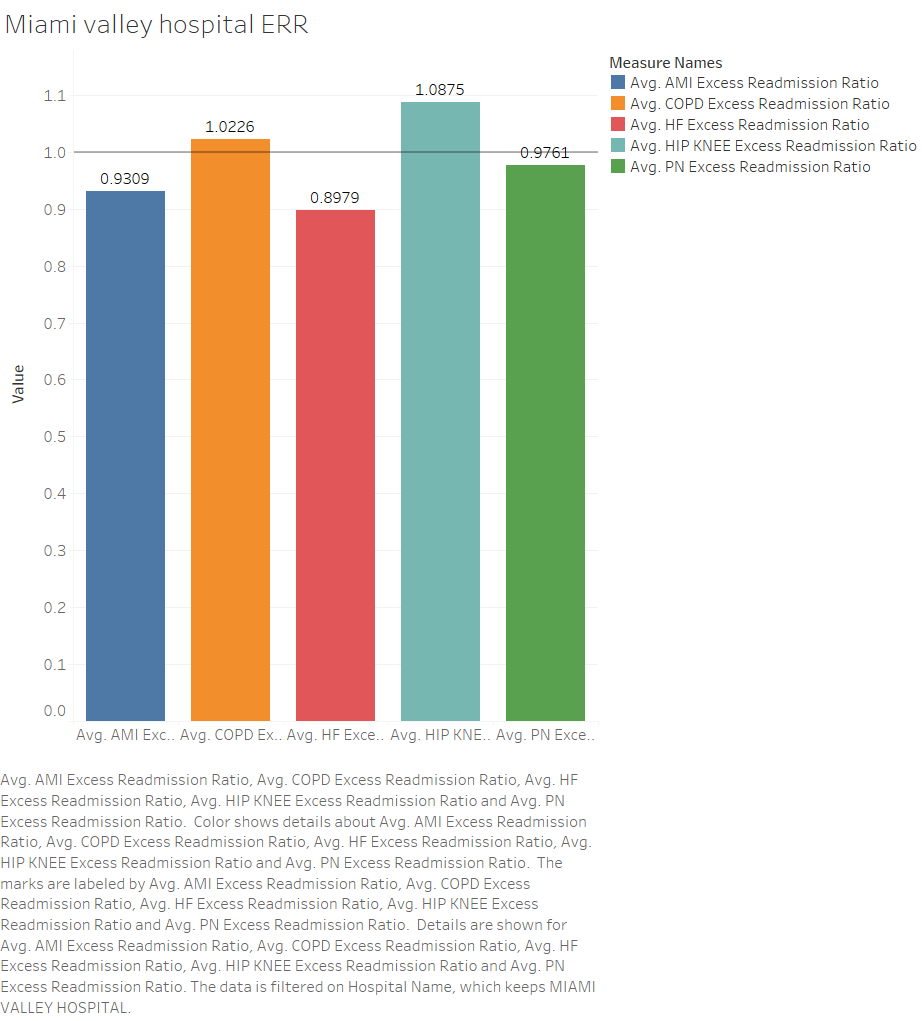 Miami valley hospital ERR
Measure Names
Avg. AMI Excess Readmission Ratio
Avg. COPD Excess Readmission Ratio
Avg. HF Excess Readmission Ratio
Avg. HIP KNEE Excess Readmission Ratio
Avg. PN Excess Readmission Ratio
Value
1.1
1.0
0.9
0.8
0.7
0.6
0.5
0.4
0.3
0.2
0.1
0.0
0.9309
1.0226
0.8979
1.0875
0.9761
Avg. AMI Exc.. Avg. COPD Ex.. Avg. HF Exce.. Avg. HIP KNE.. Avg. PN Exce..
Avg. AMI Excess Readmission Ratio, Avg. COPD Excess Readmission Ratio, Avg. HF
Excess Readmission Ratio, Avg. HIP KNEE Excess Readmission Ratio and Avg. PN
Excess Readmission Ratio.  Color shows details about Avg. AMI Excess Readmission
Ratio, Avg. COPD Excess Readmission Ratio, Avg. HF Excess Readmission Ratio, Avg.
HIP KNEE Excess Readmission Ratio and Avg. PN Excess Readmission Ratio.  The
marks are labeled by Avg. AMI Excess Readmission Ratio, Avg. COPD Excess
Readmission Ratio, Avg. HF Excess Readmission Ratio, Avg. HIP KNEE Excess
Readmission Ratio and Avg. PN Excess Readmission Ratio.  Details are shown for
Avg. AMI Excess Readmission Ratio, Avg. COPD Excess Readmission Ratio, Avg. HF
Excess Readmission Ratio, Avg. HIP KNEE Excess Readmission Ratio and Avg. PN
Excess Readmission Ratio. The data is filtered on Hospital Name, which keeps MIAMI
VALLEY HOSPITAL.